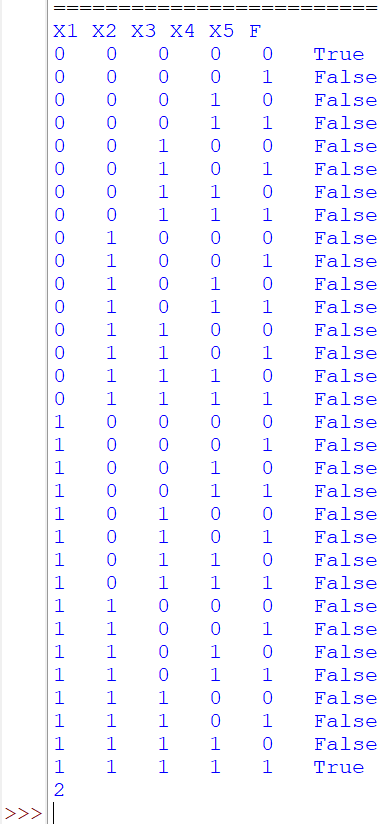 ==========================
X1 X2 X3 X4 X5 F
0 0 0 0 0 True
0 0 0 0 1 False
0 0 0 1 0 False
0 0 0 1 1 False
0 0 1 0 0 False
0 0 1 0 1 False
0 0 1 1 0 False
0 0 1 1 1 False
0 1 0 0 0 False
0 1 0 0 1 False
0 1 0 1 0 False
0 1 0 1 1 False
0 1 1 0 0 False
0 1 1 0 1 False
0 1 1 1 0 False
0 1 1 1 1 False
1 0 0 0 0 False
1 0 0 0 1 False
1 0 0 1 0 False
1 0 0 1 1 False
1 0 1 0 0 False
1 0 1 0 1 False
1 0 1 1 0 False
1 0 1 1 1 False
1 1 0 0 0 False
1 1 0 0 1 False
1 1 0 1 0 False
1 1 0 1 1 False
1 1 1 0 0 False
1 1 1 0 1 False
1 1 1 1 0 False
1 1 1 1 1 True
2
>>>